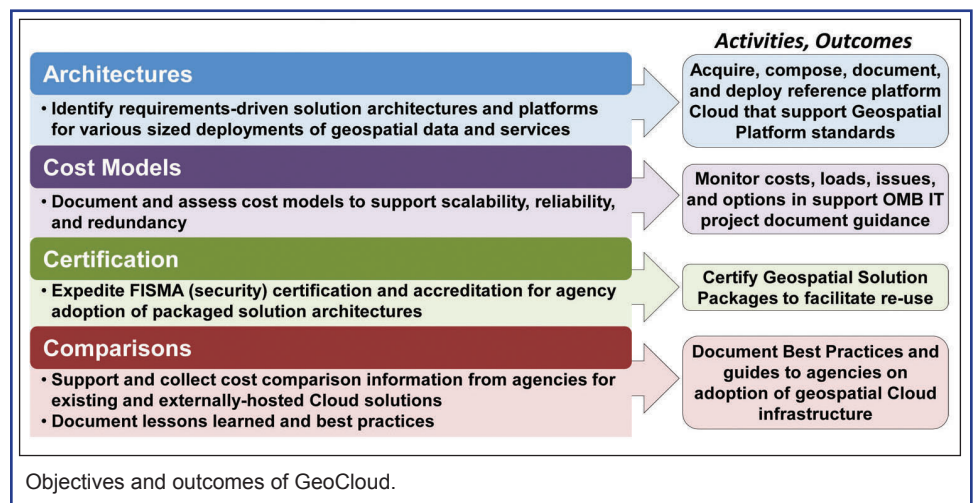 Activities, Outcomes
Architectures
• Identify requirements-driven solution architectures and platforms
for various sized deployments of geospatial data and services
Acquire, compose, document,
and deploy reference platform
Cloud that support Geospatial
Platform standards
Cost Models
• Document and assess cost models to support scalability, reliability,
and redundancy
Monitor costs, loads, issues,
and options in support OMB IT
project document guidance
Certification
• Expedite FISMA (security) certification and accreditation for agency
adoption of packaged solution architectures
Certify Geospatial Solution
Packages to facilitate re-use
Comparisons
• Support and collect cost comparison information from agencies for
existing and externally-hosted Cloud solutions
• Document lessons learned and best practices
Document Best Practices and
guides to agencies on
adoption of geospatial Cloud
infrastructure
Objectives and outcomes of GeoCloud.